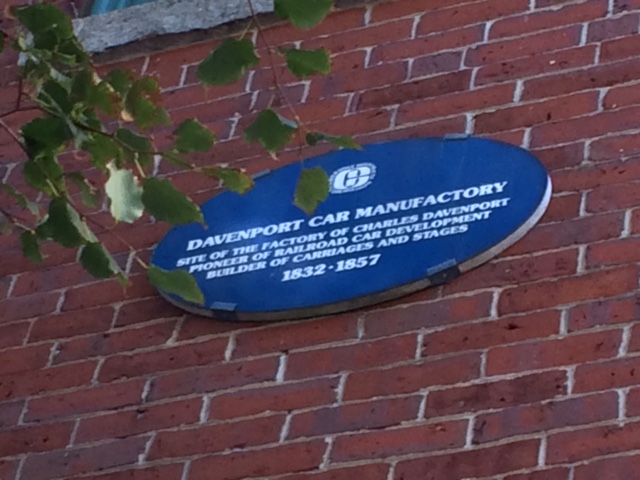 DAVENPORT CAR MANUFACTORY
SITE OF THE FACTORY OF CHARLES DAVENPORT
PIONEER OF RAILROAD CAR DEVELOPMENT
BUILDER OF CARRIAGES AND STAGES
1832 · 1857